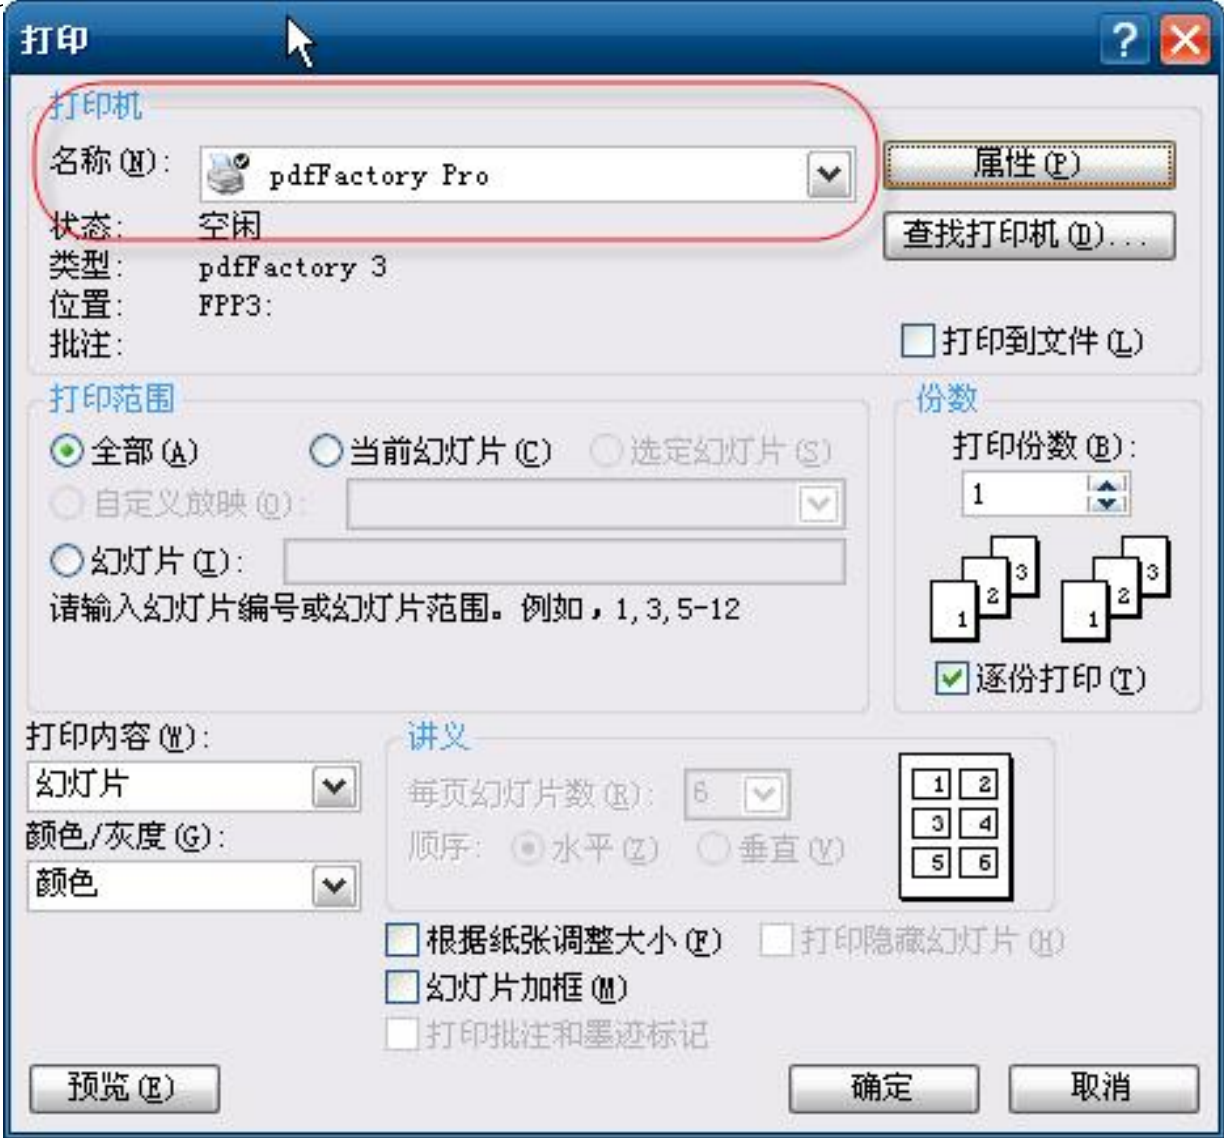 打印
打印机
名称(N): pdfFactory Pro 属性(P)
状态: 空闲 查找打印机(D)...
类型: pdfFactory 3
位置: FPP3:
批注: 打印到文件(L)
打印范围
全部(A) 当前幻灯片(C) 选定幻灯片(S)
自定义放映(O):
幻灯片(I):
请输入幻灯片编号或幻灯片范围。例如，1,3,5-12
份数
打印份数(B):
1
1 2 3 1 2 3
逐份打印(T)
打印内容(W):
幻灯片
颜色/灰度(G):
颜色
讲义
每页幻灯片数(R): 6
顺序: 水平(Z) 垂直(V)
1 2
3 4
5 6
根据纸张调整大小(F) 打印隐藏幻灯片(H)
幻灯片加框(M)
打印批注和墨迹标记
预览(E) 确定 取消